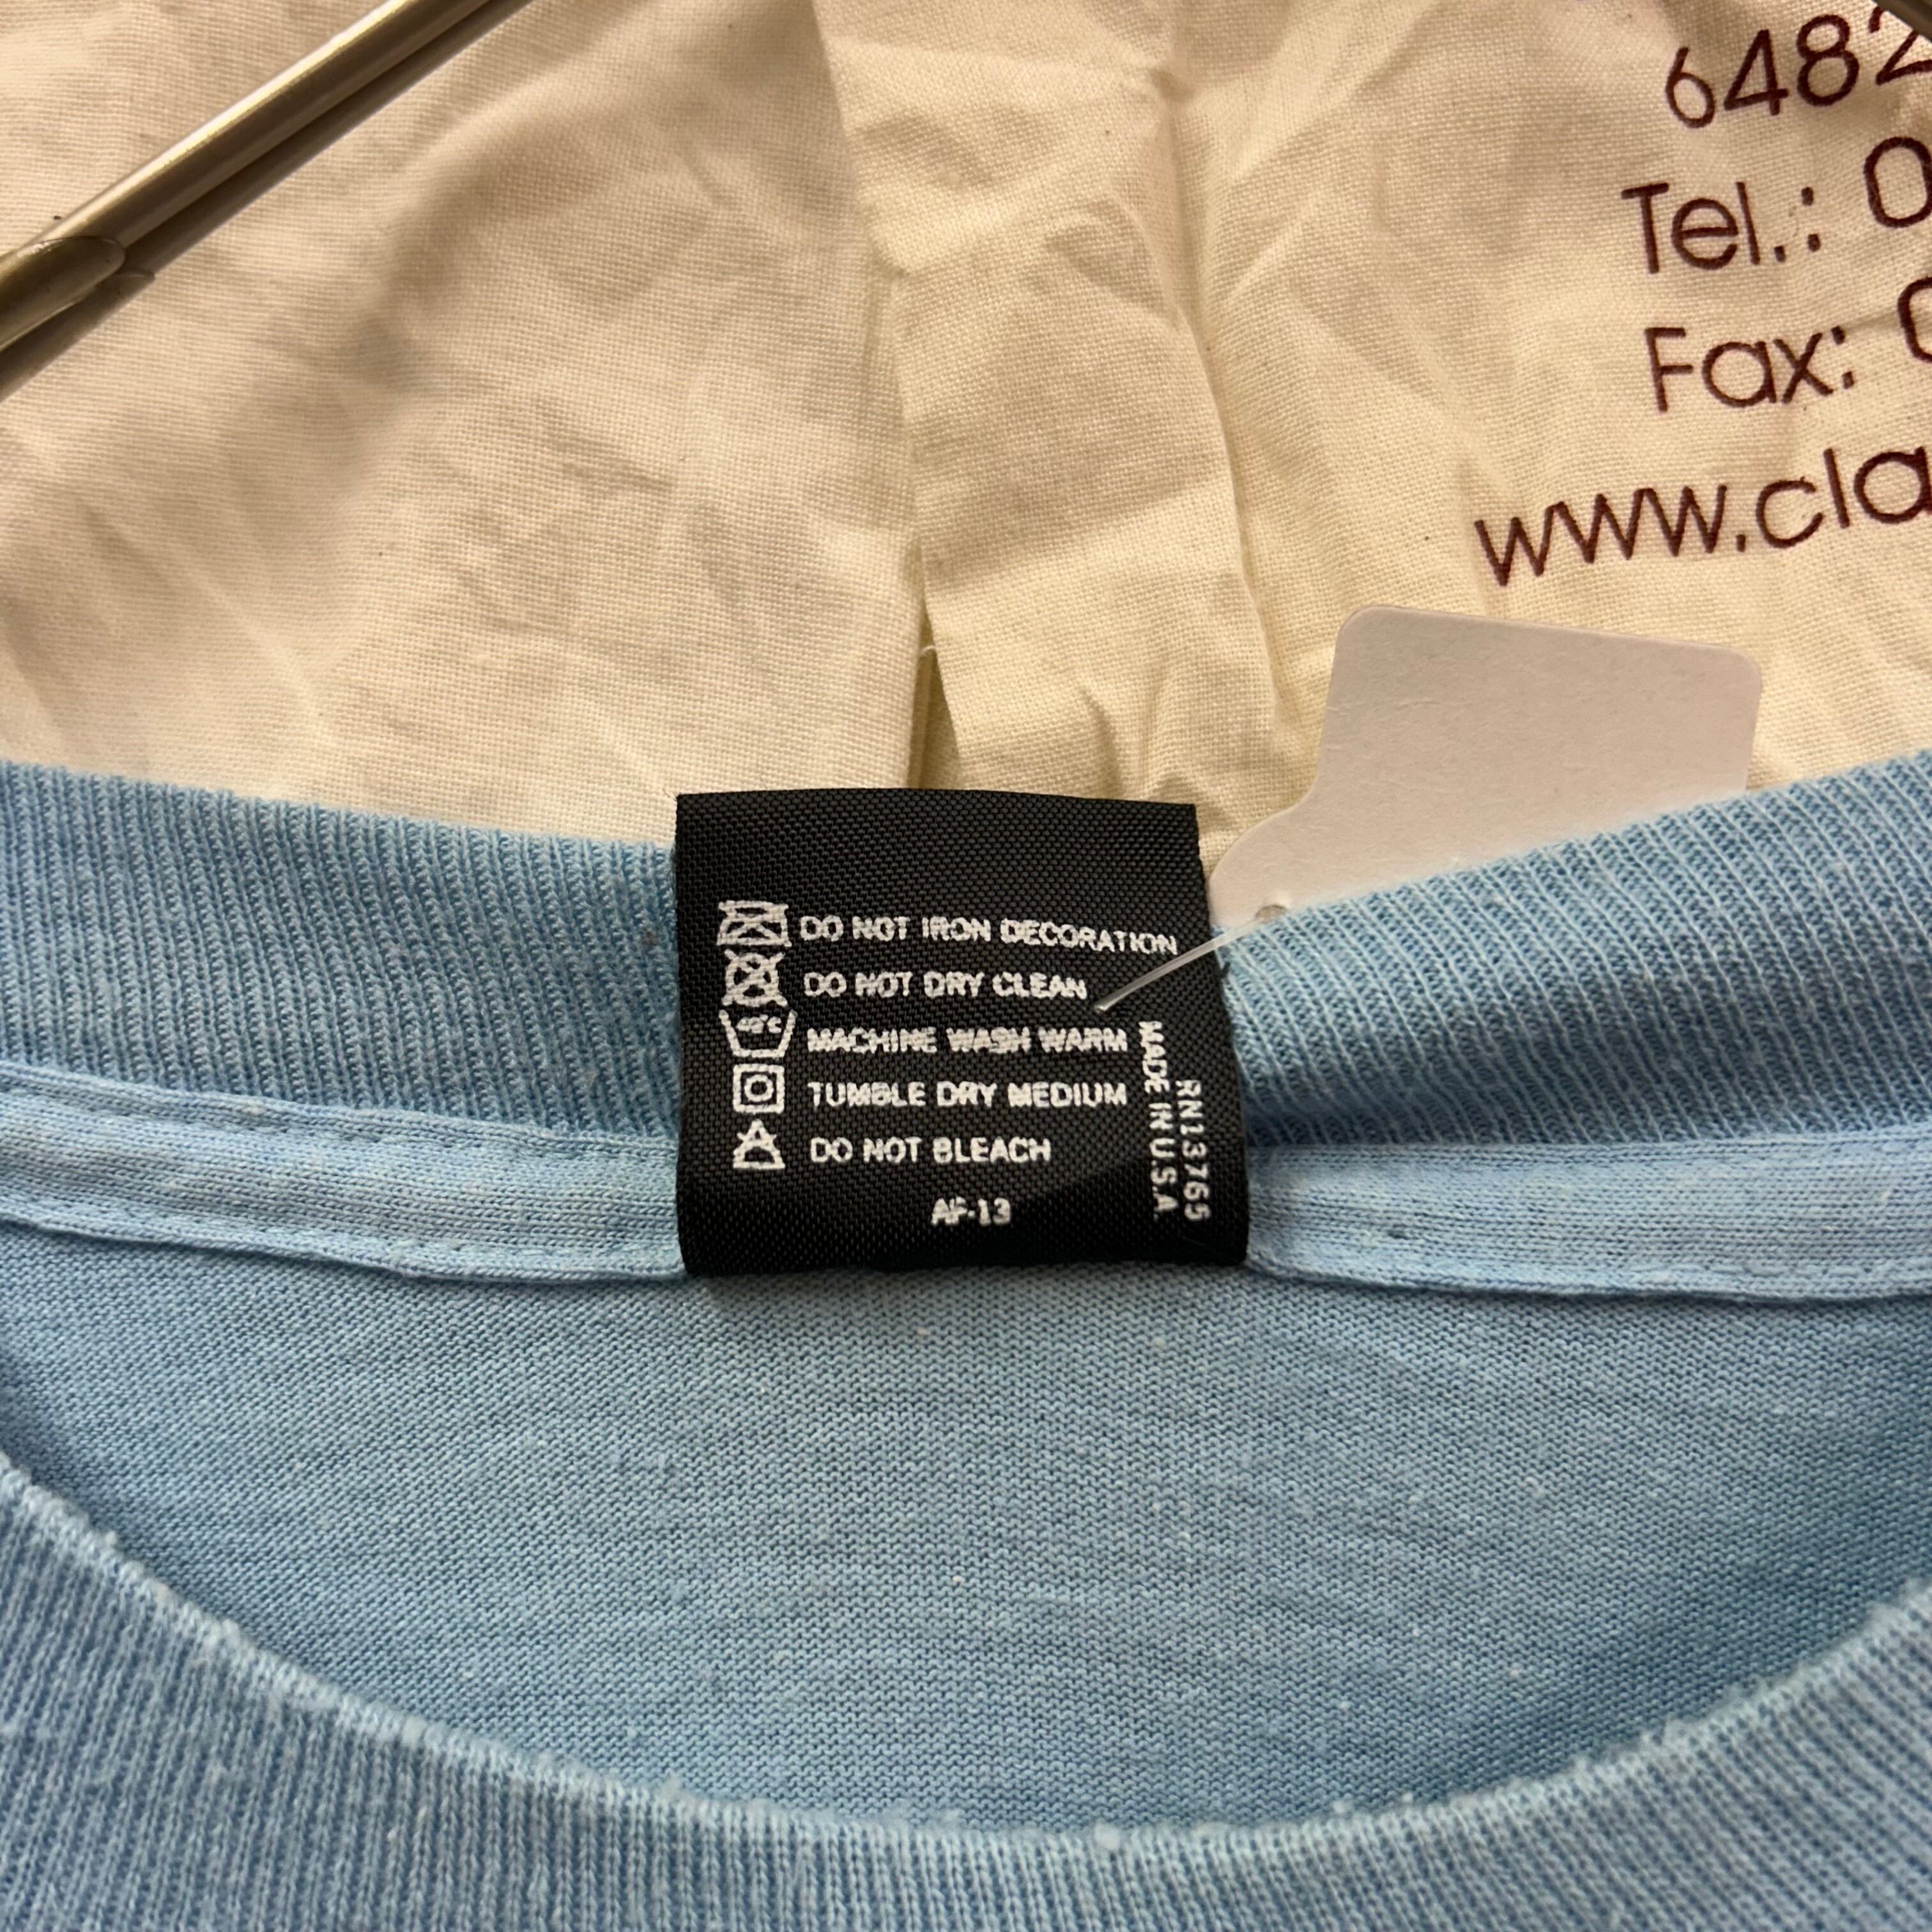 6482
Tel.: 0
Fax: 0
www.cla
DO NOT IRON DECORATION
DO NOT DRY CLEAN
40°C MACHINE WASH WARM
TUMBLE DRY MEDIUM
DO NOT BLEACH
AF-13
RN13765
MADE IN U.S.A.